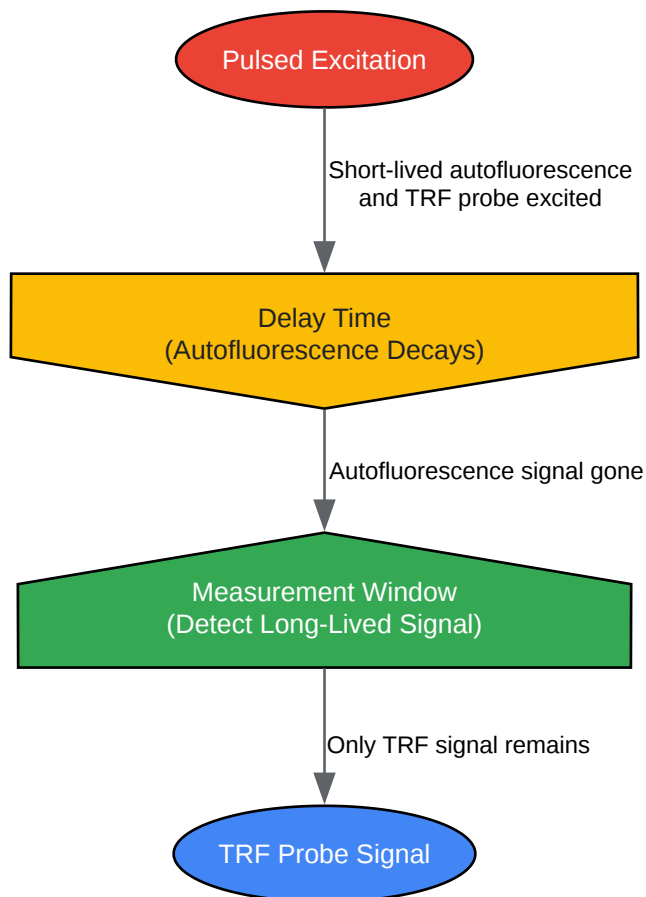 Pulsed Excitation
Short-lived autofluorescence
and TRF probe excited
Delay Time
(Autofluorescence Decays)
Autofluorescence signal gone
Measurement Window
(Detect Long-Lived Signal)
Only TRF signal remains
TRF Probe Signal